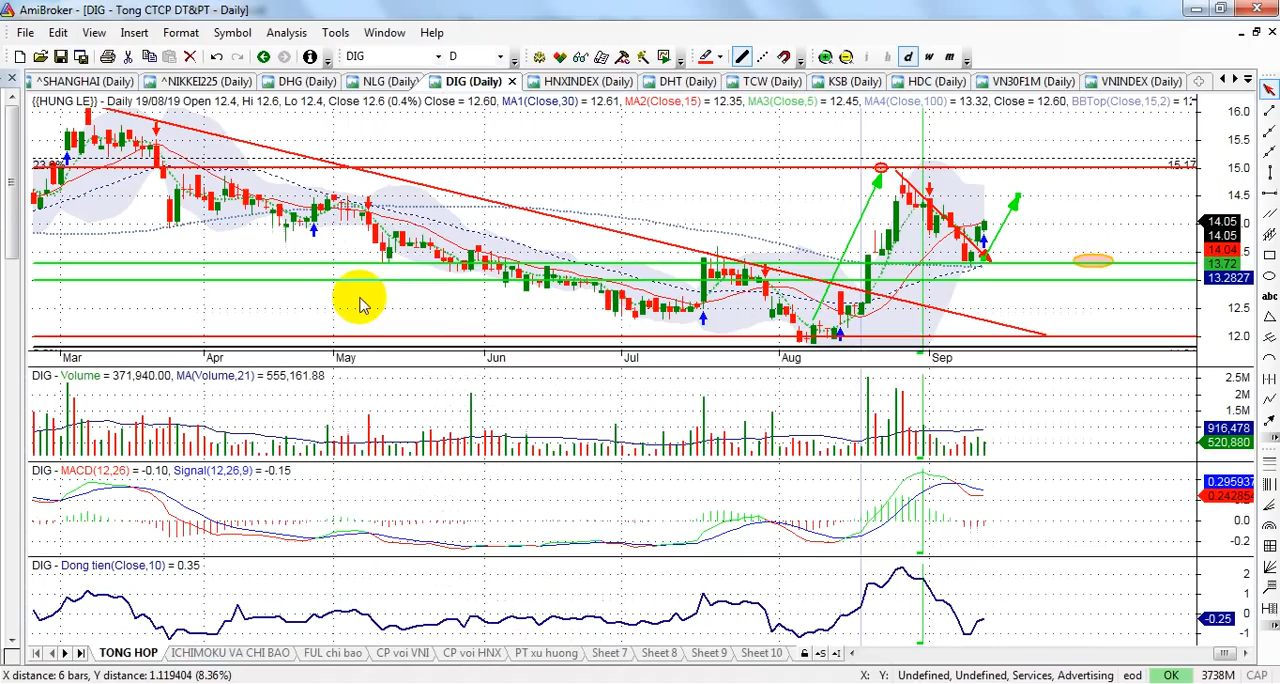 AmiBroker - [DIG - Tong CTCP DT&PT - Daily]
File Edit View Insert Format Symbol Analysis Tools Window Help
DIG D i h d w m
^SHANGHAI (Daily) ^NIKKEI225 (Daily) DHG (Daily) NLG (Daily) DIG (Daily) HNXINDEX (Daily) DHT (Daily) TCW (Daily) KSB (Daily) HDC (Daily) VN30F1M (Daily) VNINDEX (Daily)
{{HUNG LE}} - Daily 19/08/19 Open 12.4, Hi 12.6, Lo 12.4, Close 12.6 (0.4%) Close = 12.60, MA1(Close,30) = 12.61, MA2(Close,15) = 12.35, MA3(Close,5) = 12.45, MA4(Close,100) = 13.32, Close = 12.60, BBTop(Close,15,2) = 12
16.0
15.5
15.17
15.0
14.5
14.05
14.05
14.04
13.72
13.2827
12.5
12.0
Mar Apr May Jun Jul Aug Sep
DIG - Volume = 371,940.00, MA(Volume,21) = 555,161.88
2.5M
2M
1.5M
916,478
520,880
DIG - MACD(12,26) = -0.10, Signal(12,26,9) = -0.15
0.295937
0.242854
0.0
-0.2
DIG - Dong tien(Close,10) = 0.35
2
1
-0.25
-1
TONG HOP ICHIMOKU VA CHI BAO FUL chi bao CP voi VNI CP voi HNX PT xu huong Sheet 7 Sheet 8 Sheet 9 Sheet 10
X distance: 6 bars, Y distance: 1.119404 (8.36%) X: Y: Undefined, Undefined, Services, Advertising eod OK 3738M CAP